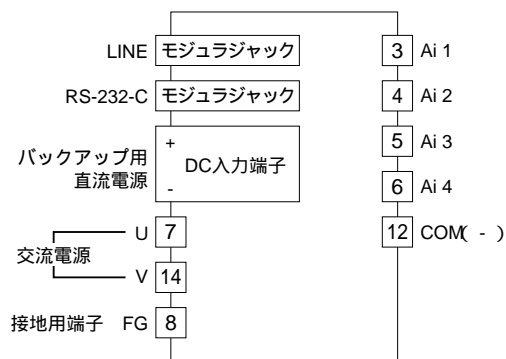 LINE モジュラジャック
RS-232-C モジュラジャック
バックアップ用
直流電源
+
DC入力端子
-
交流電源
U 7
V 14
接地用端子 FG 8
3 Ai 1
4 Ai 2
5 Ai 3
6 Ai 4
12 COM( - )